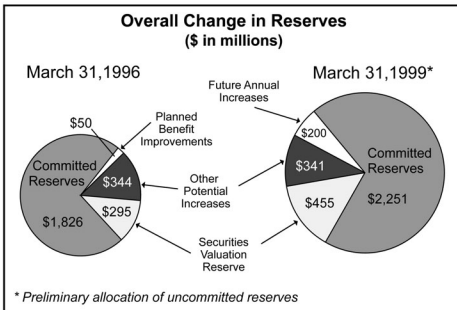 Overall Change in Reserves
($ in millions)
March 31,1996
March 31,1999*
Future Annual
Increases
$50
Planned
Benefit
Improvements
$200
Committed
Reserves
$344
Other
Potential
Increases
$341
Committed
Reserves
$1,826
$295
$455
$2,251
Securities
Valuation
Reserve
* Preliminary allocation of uncommitted reserves